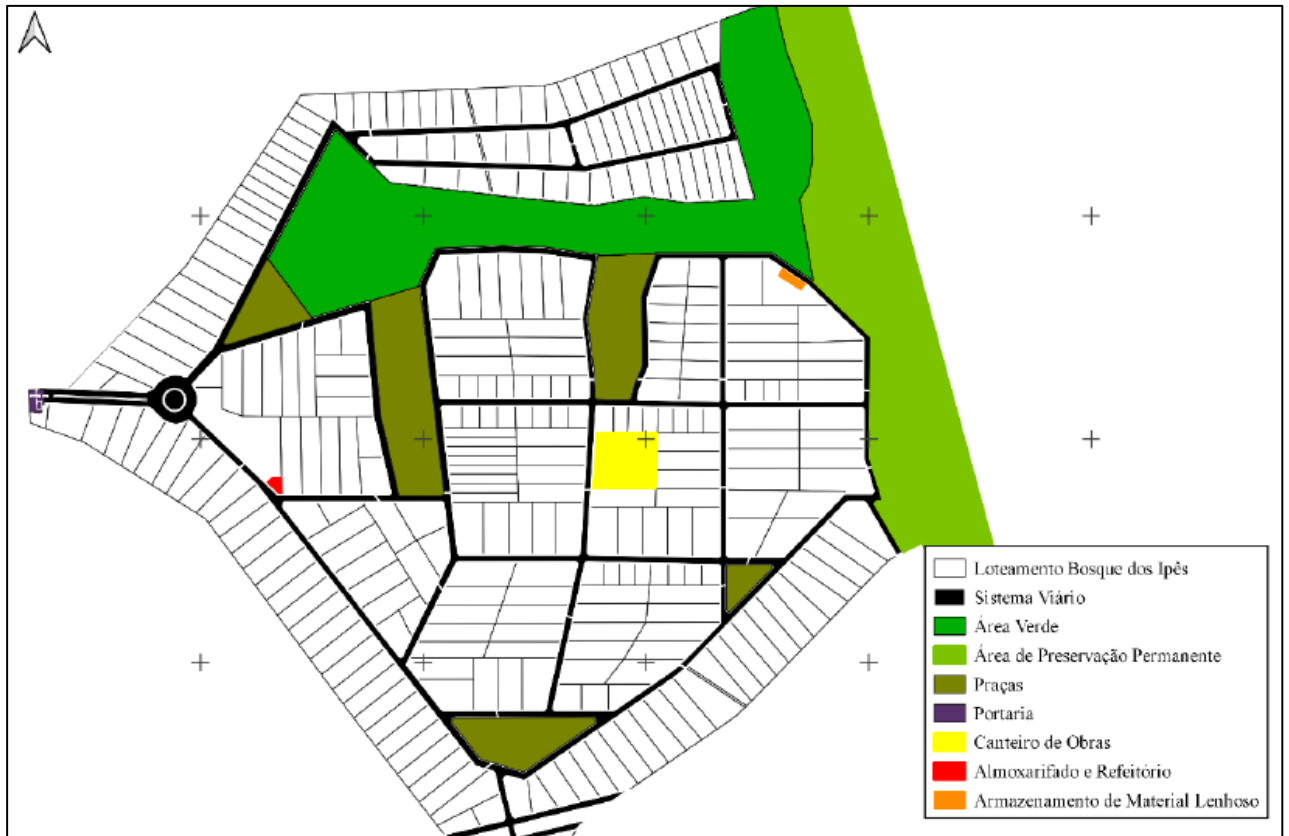 Loteamento Bosque dos Ipês
Sistema Viário
Área Verde
Área de Preservação Permanente
Praças
Portaria
Canteiro de Obras
Almoxarifado e Refeitório
Armazenamento de Material Lenhoso